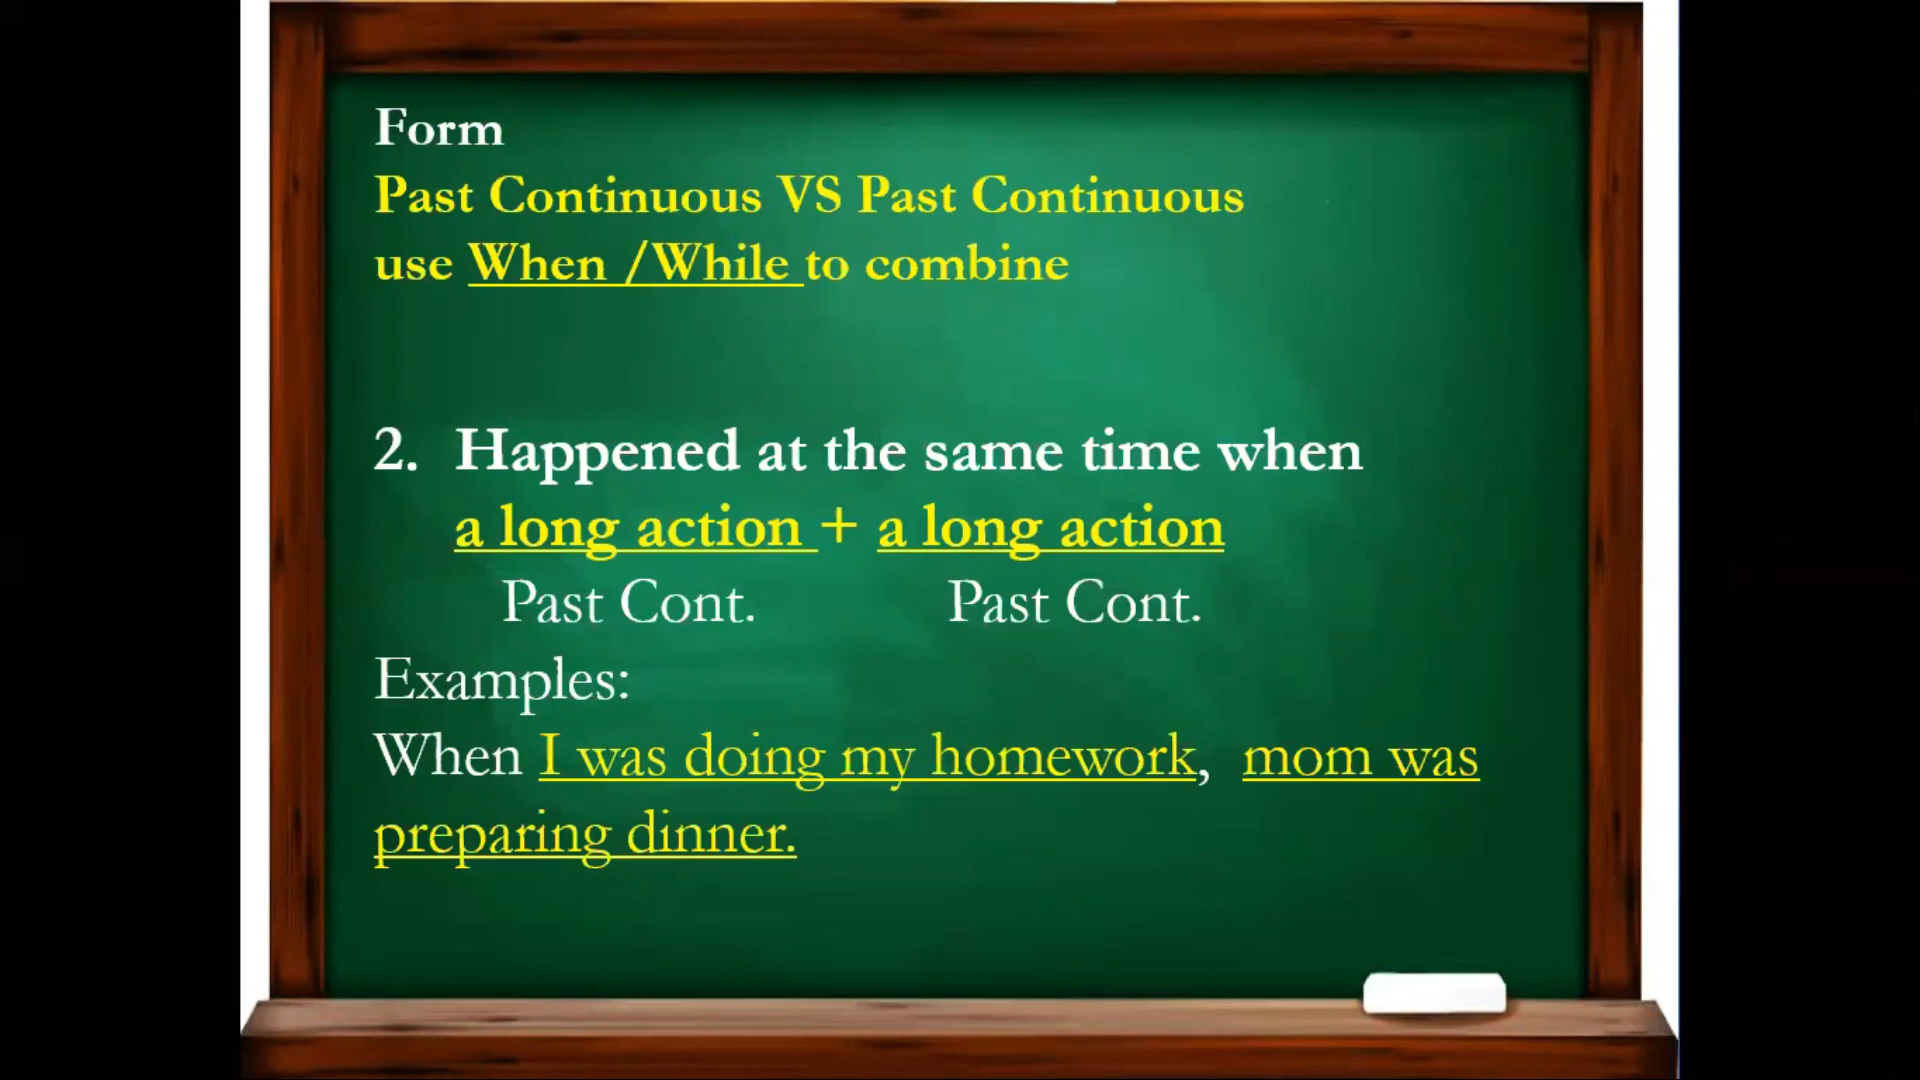 Form
Past Continuous VS Past Continuous
use When /While to combine
2. Happened at the same time when
a long action + a long action
Past Cont. Past Cont.
Examples:
When I was doing my homework, mom was
preparing dinner.